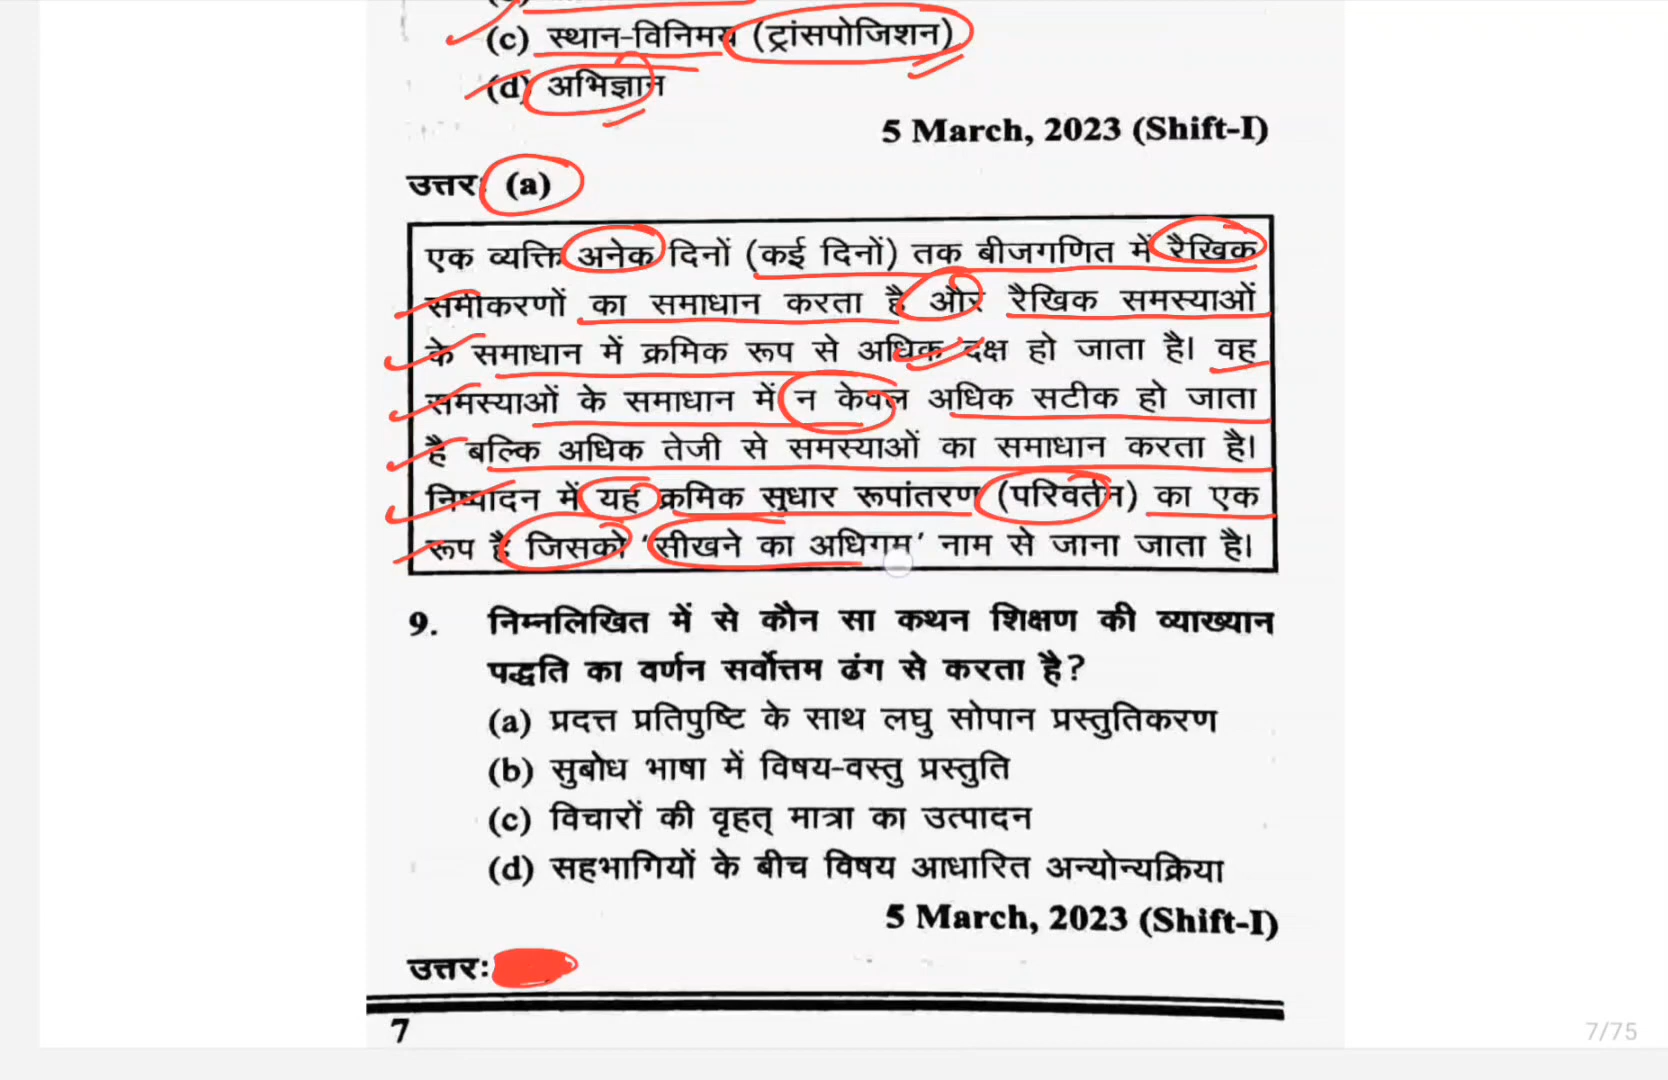 (c) स्थान-विनिमय (ट्रांसपोजिशन)
(d) अभिज्ञान
5 March, 2023 (Shift-I)
उत्तर: (a)
एक व्यक्ति अनेक दिनों (कई दिनों) तक बीजगणित में रैखिक
समीकरणों का समाधान करता है और रैखिक समस्याओं
के समाधान में क्रमिक रूप से अधिक दक्ष हो जाता है। वह
समस्याओं के समाधान में न केवल अधिक सटीक हो जाता
है बल्कि अधिक तेजी से समस्याओं का समाधान करता है।
निष्पादन में यह क्रमिक सुधार रूपांतरण (परिवर्तन) का एक
रूप है जिसको 'सीखने का अधिगम' नाम से जाना जाता है।
9. निम्नलिखित में से कौन सा कथन शिक्षण की व्याख्यान
पद्धति का वर्णन सर्वोत्तम ढंग से करता है?
(a) प्रदत्त प्रतिपुष्टि के साथ लघु सोपान प्रस्तुतिकरण
(b) सुबोध भाषा में विषय-वस्तु प्रस्तुति
(c) विचारों की वृहत् मात्रा का उत्पादन
(d) सहभागियों के बीच विषय आधारित अन्योन्यक्रिया
5 March, 2023 (Shift-I)
उत्तर:
7
7/75